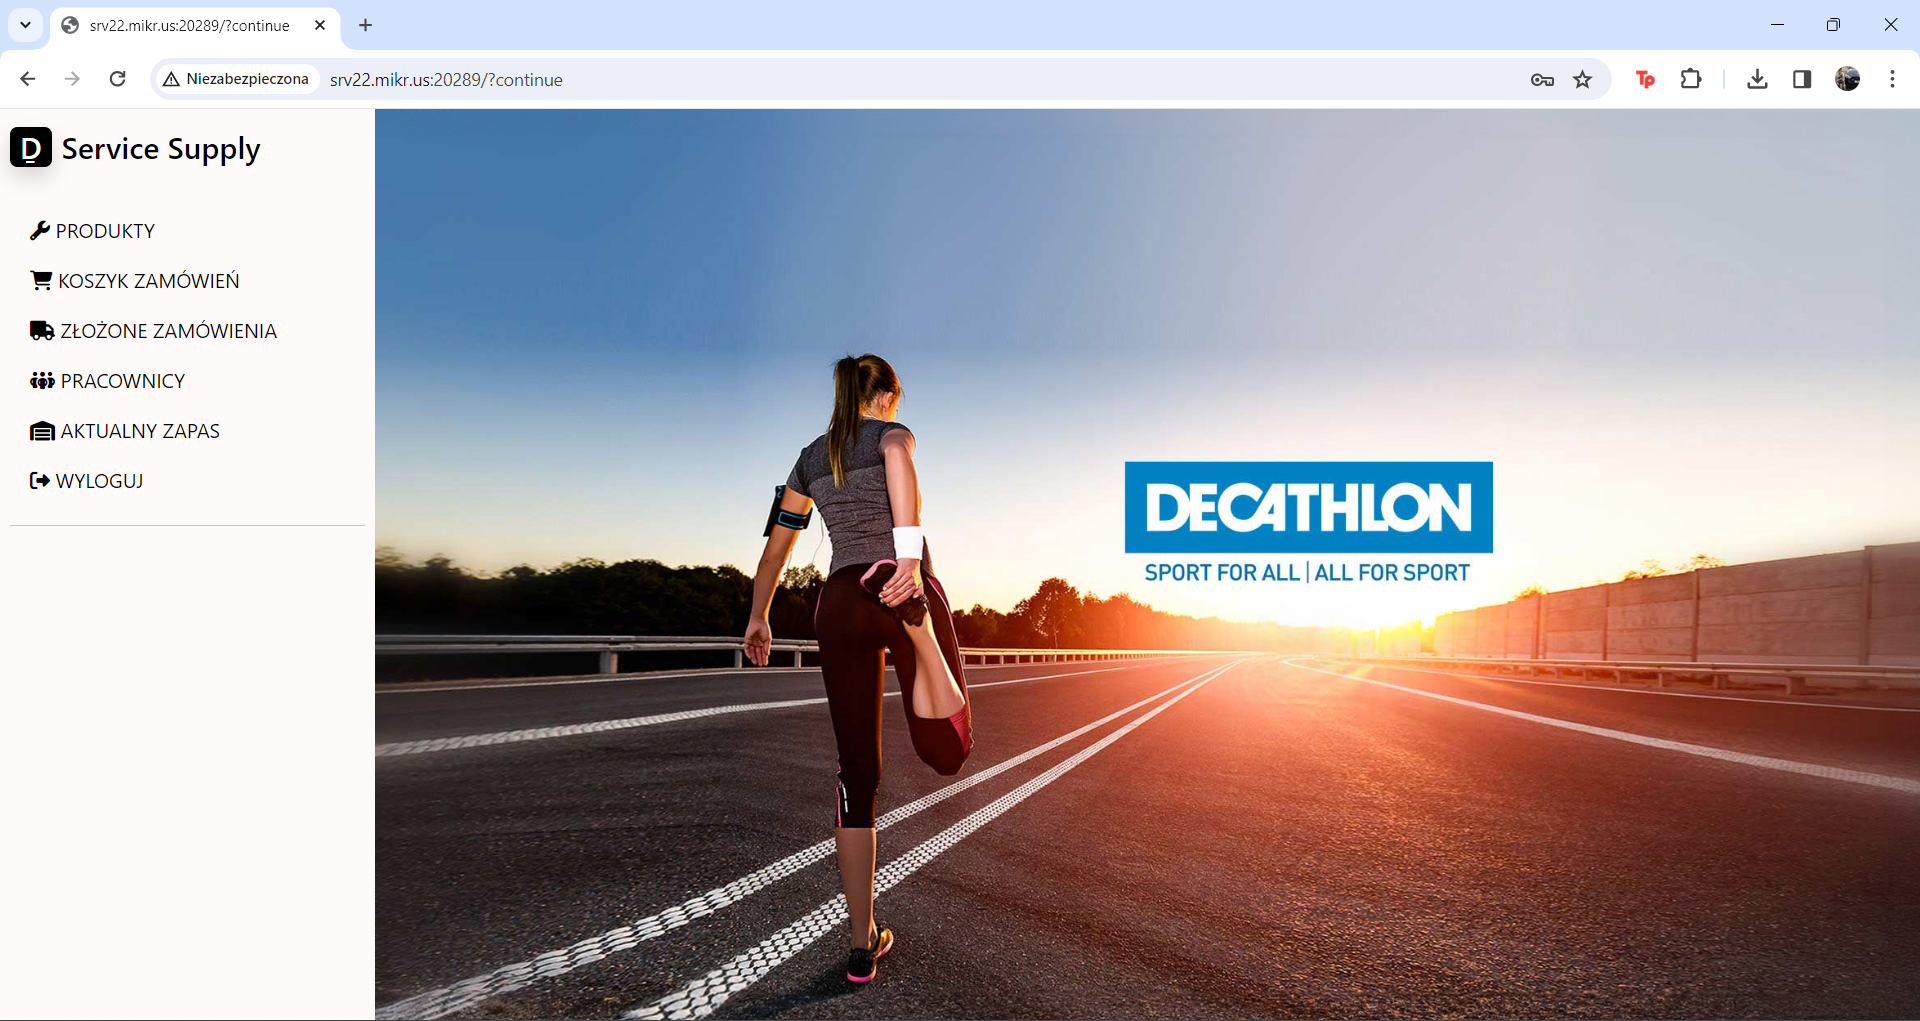 srv22.mikr.us:20289/?continue
Niezabezpieczona
srv22.mikr.us:20289/?continue
Tp
D Service Supply
PRODUKTY
KOSZYK ZAMÓWIEŃ
ZŁOŻONE ZAMÓWIENIA
PRACOWNICY
AKTUALNY ZAPAS
WYLOGUJ
DECATHLON
SPORT FOR ALL | ALL FOR SPORT